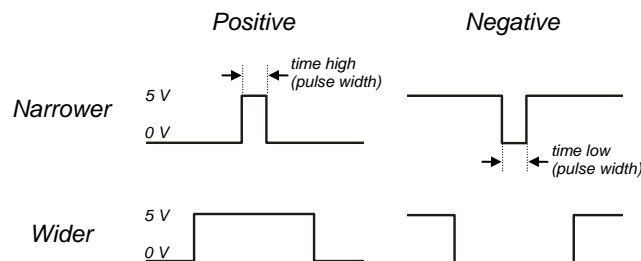 Positive
Negative
time high
(pulse width)
Narrower
5 V
0 V
time low
(pulse width)
Wider
5 V
0 V